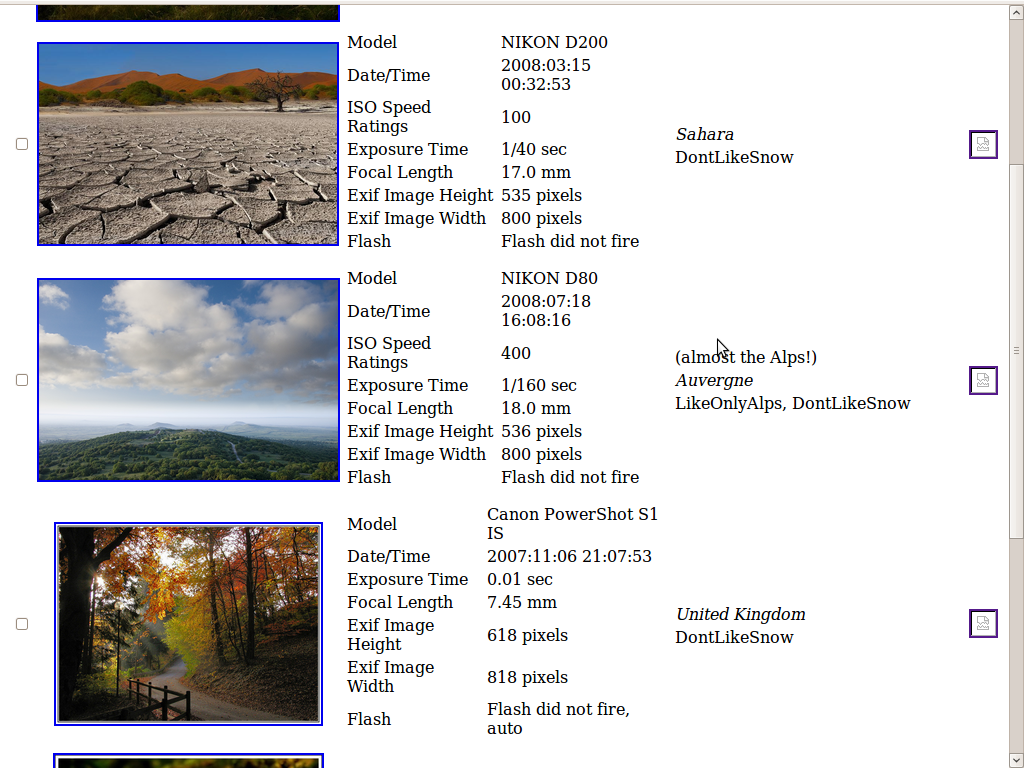 Model NIKON D200
Date/Time 2008:03:15
00:32:53
ISO Speed
Ratings 100
Exposure Time 1/40 sec
Focal Length 17.0 mm
Exif Image Height 535 pixels
Exif Image Width 800 pixels
Flash Flash did not fire
Sahara
DontLikeSnow
Model NIKON D80
Date/Time 2008:07:18
16:08:16
ISO Speed
Ratings 400
Exposure Time 1/160 sec
Focal Length 18.0 mm
Exif Image Height 536 pixels
Exif Image Width 800 pixels
Flash Flash did not fire
(almost the Alps!)
Auvergne
LikeOnlyAlps, DontLikeSnow
Model Canon PowerShot S1
IS
Date/Time 2007:11:06 21:07:53
Exposure Time 0.01 sec
Focal Length 7.45 mm
Exif Image
Height 618 pixels
Exif Image
Width 818 pixels
Flash Flash did not fire,
auto
United Kingdom
DontLikeSnow